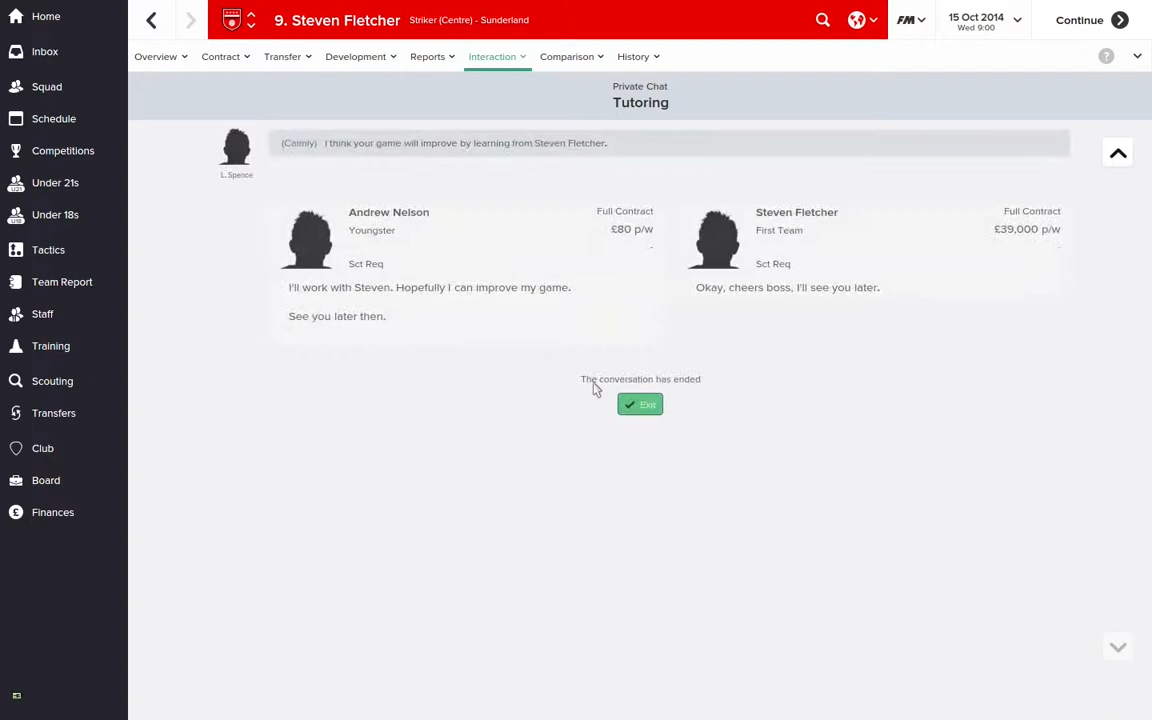 Home
9. Steven Fletcher Striker (Centre) - Sunderland
FM
15 Oct 2014
Wed 9:00
Continue
Inbox
Overview Contract Transfer Development Reports Interaction Comparison History
?
Squad
Private Chat
Tutoring
Schedule
(Calmly) I think your game will improve by learning from Steven Fletcher.
Competitions
L. Spence
Under 21s
Under 18s
Andrew Nelson Full Contract
Youngster £80 p/w
-
Sct Req
I'll work with Steven. Hopefully I can improve my game.
See you later then.
Steven Fletcher Full Contract
First Team £39,000 p/w
-
Sct Req
Okay, cheers boss, I'll see you later.
Tactics
Team Report
Staff
Training
The conversation has ended
Exit
Scouting
Transfers
Club
Board
Finances